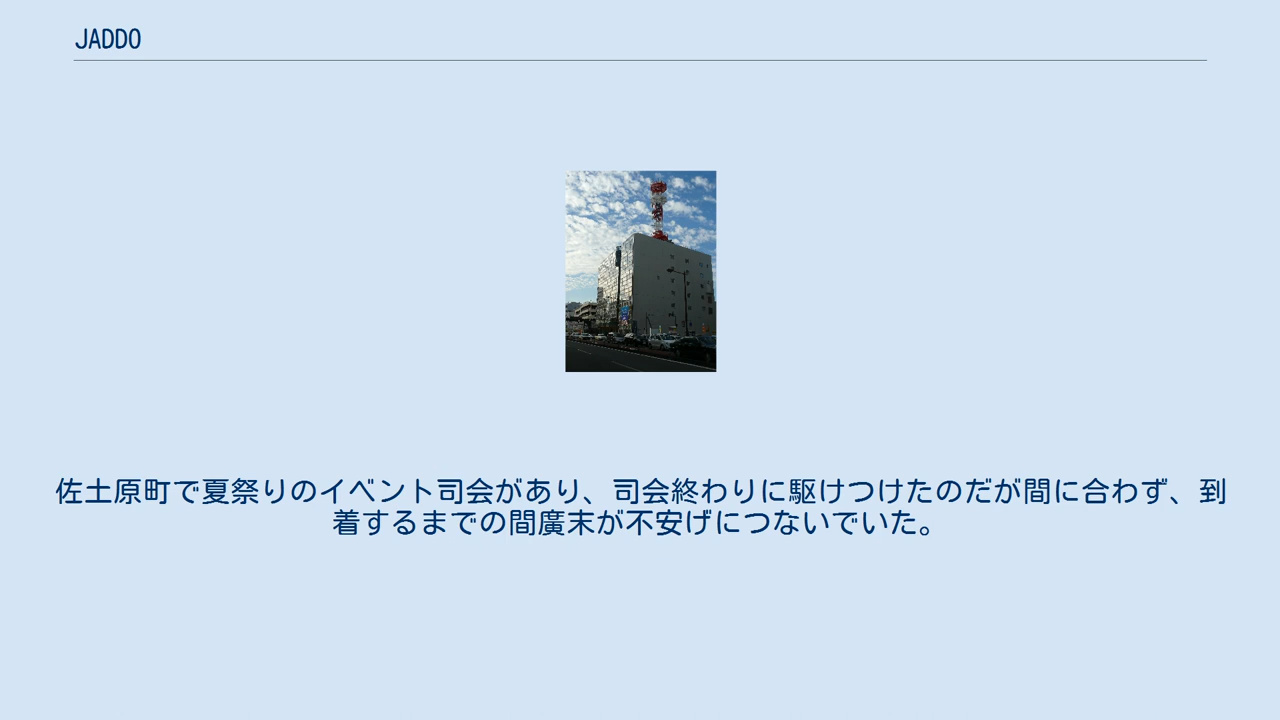 JADDO
佐土原町で夏祭りのイベント司会があり、司会終わりに駆けつけたのだが間に合わず、到
着するまでの間廣末が不安げにつないでいた。